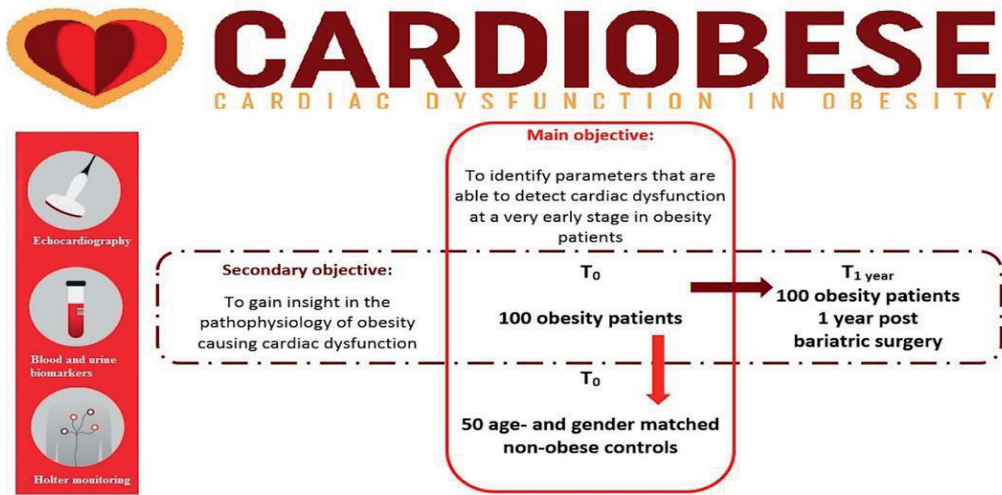 CARDIOBESE
CARDIAC DYSFUNCTION IN OBESITY
Echocardiography
Blood and urine
biomarkers
Holter monitoring
Main objective:
To identify parameters that are
able to detect cardiac dysfunction
at a very early stage in obesity
patients
Secondary objective:
To gain insight in the
pathophysiology of obesity
causing cardiac dysfunction
T₀
100 obesity patients
T₁ year
100 obesity patients
1 year post
bariatric surgery
T₀
50 age- and gender matched
non-obese controls